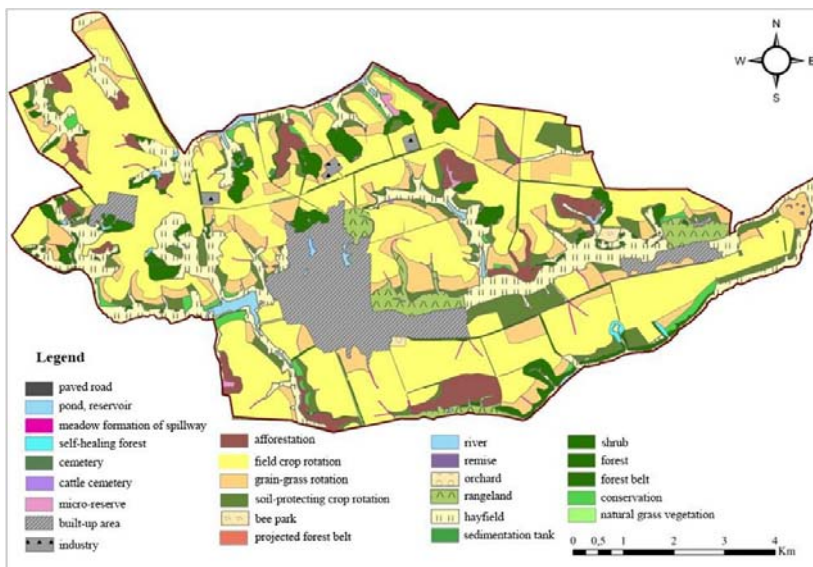 N
W E
S
Legend
paved road
pond, reservoir
meadow formation of spillway
self-healing forest
cemetery
cattle cemetery
micro-reserve
built-up area
industry
afforestation
field crop rotation
grain-grass rotation
soil-protecting crop rotation
bee park
projected forest belt
river
remise
orchard
rangeland
hayfield
sedimentation tank
shrub
forest
forest belt
conservation
natural grass vegetation
0 0,5 1 2 3 4
Km